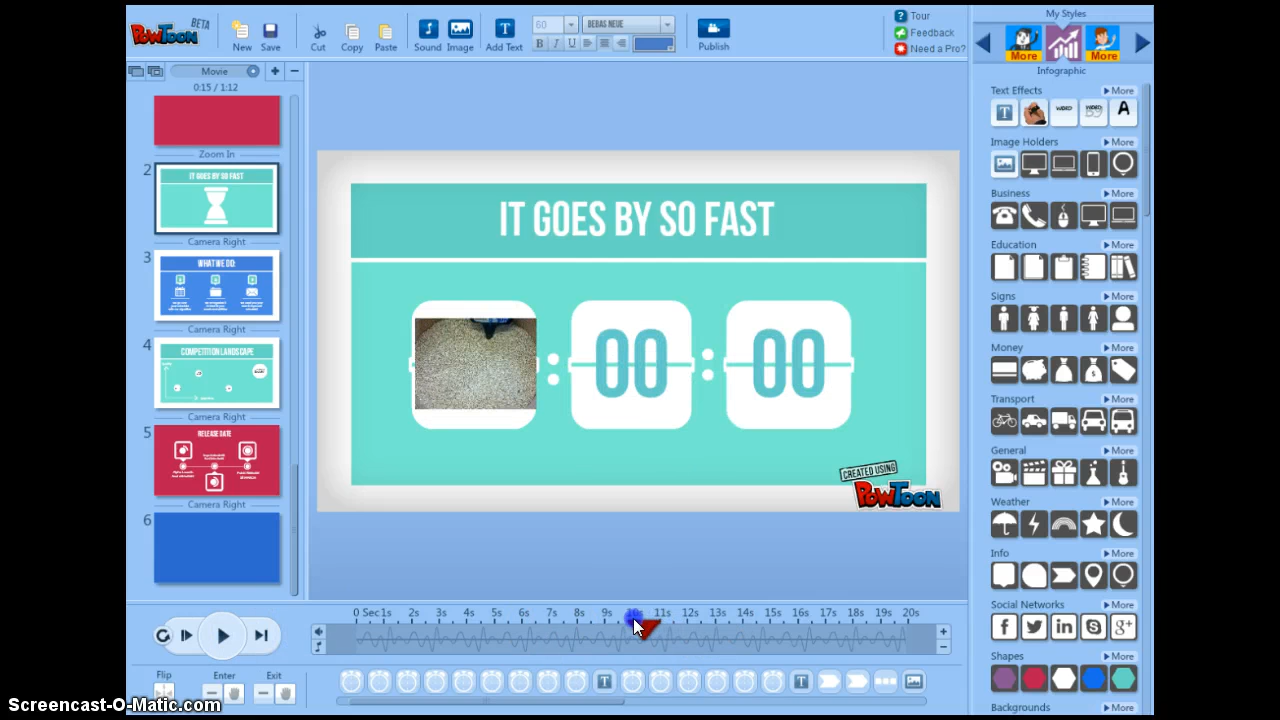 PowToon BETA
New Save Cut Copy Paste Sound Image Add Text 60 BEBAS NEUE B I U Publish
Tour
Feedback
Need a Pro?
My Styles
More More
Infographic
Movie
0:15 / 1:12
Zoom In
2
IT GOES BY SO FAST
Camera Right
3
WHAT WE DO:
Camera Right
4
COMPETITION LANDSCAPE
Camera Right
5
RELEASE DATE
Camera Right
6
IT GOES BY SO FAST
: 00 : 00
CREATED USING
PowToon
Text Effects More
T WORD A
Image Holders More
Business More
Education More
Signs More
Money More
Transport More
General More
Weather More
Info More
Social Networks More
f in S g+
Shapes More
Backgrounds More
0 Sec 1s 2s 3s 4s 5s 6s 7s 8s 9s 10s 11s 12s 13s 14s 15s 16s 17s 18s 19s 20s
Flip Enter Exit
T T
Screencast-O-Matic.com